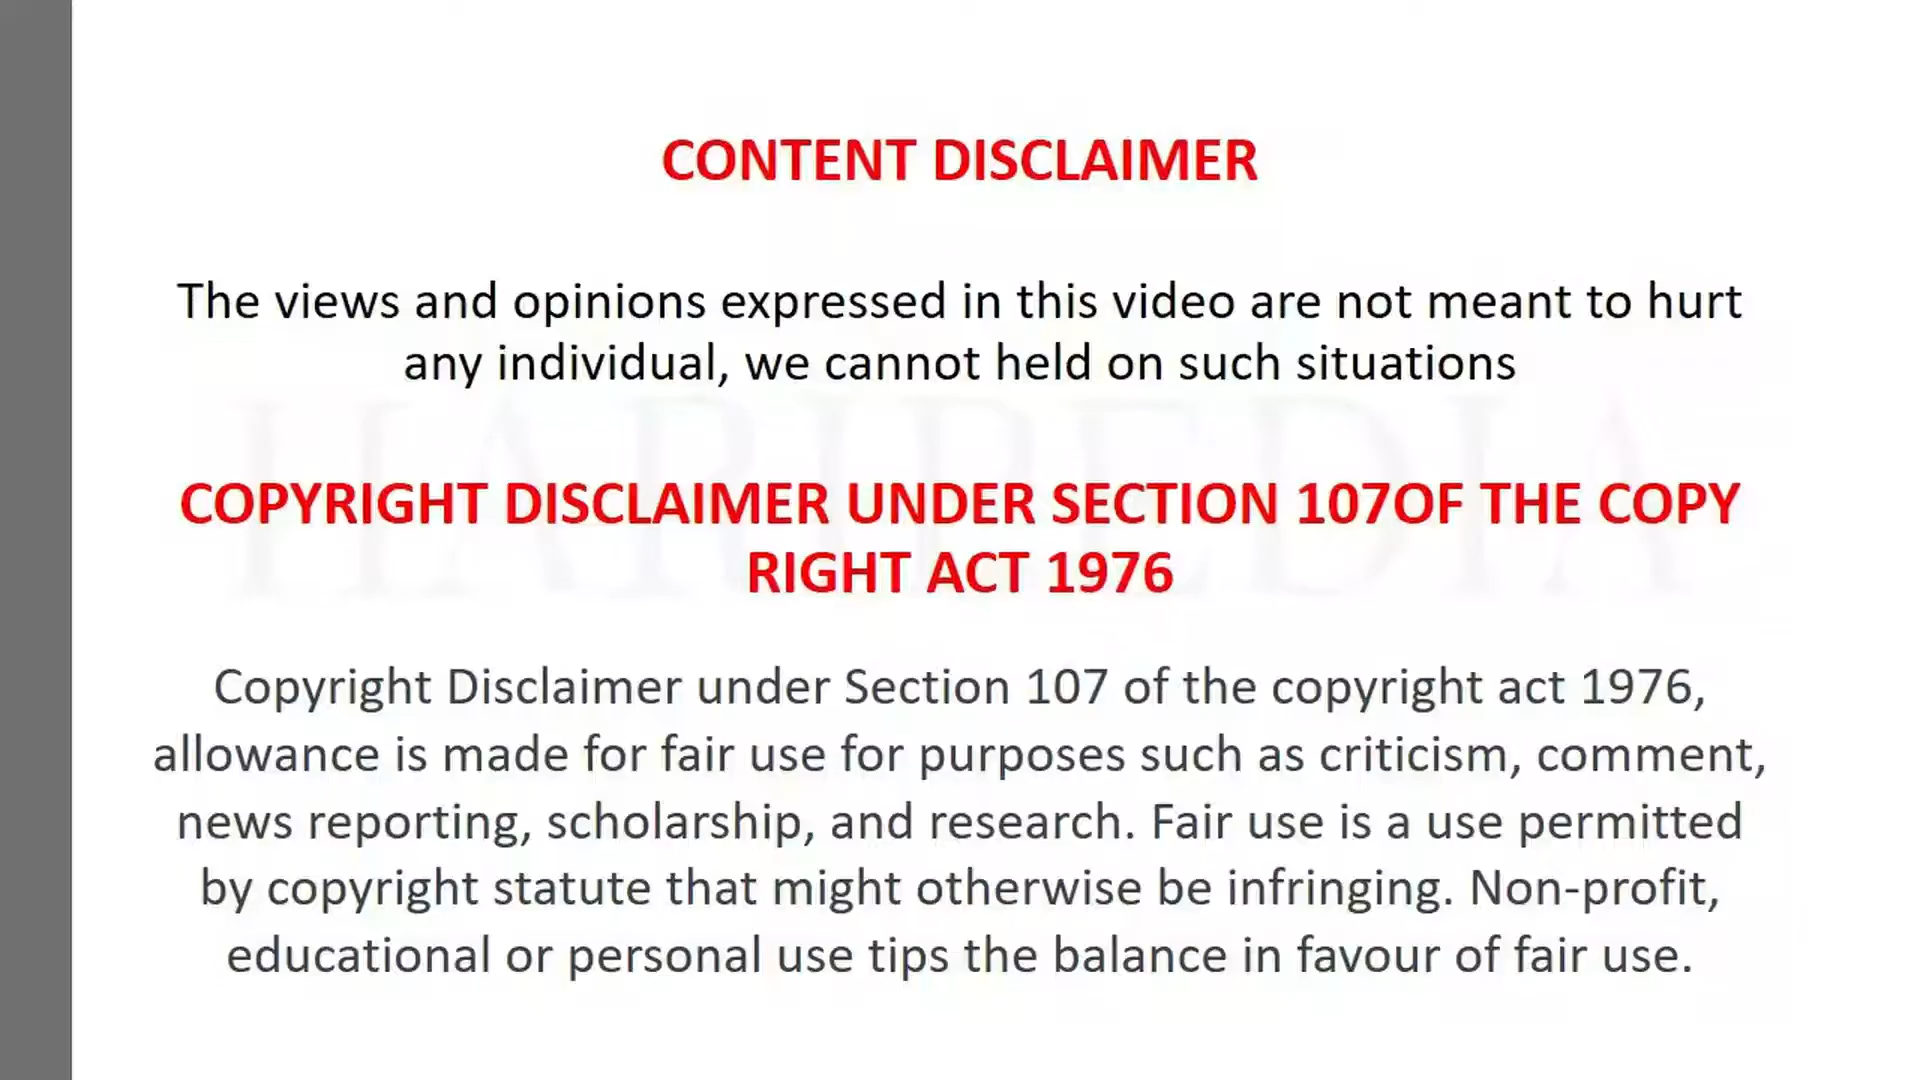 CONTENT DISCLAIMER
The views and opinions expressed in this video are not meant to hurt
any individual, we cannot held on such situations
HARIPEDIA
COPYRIGHT DISCLAIMER UNDER SECTION 107OF THE COPY
RIGHT ACT 1976
Copyright Disclaimer under Section 107 of the copyright act 1976,
allowance is made for fair use for purposes such as criticism, comment,
news reporting, scholarship, and research. Fair use is a use permitted
by copyright statute that might otherwise be infringing. Non-profit,
educational or personal use tips the balance in favour of fair use.